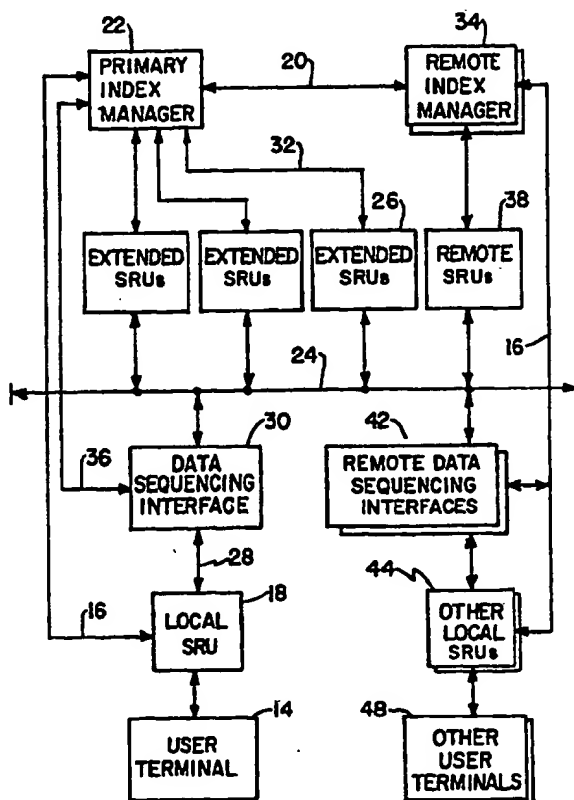 22
34
PRIMARY
INDEX
MANAGER
20
REMOTE
INDEX
MANAGER
32
26
38
EXTENDED
SRUs
EXTENDED
SRUs
EXTENDED
SRUs
REMOTE
SRUs
16
24
30
42
36
DATA
SEQUENCING
INTERFACE
REMOTE DATA
SEQUENCING
INTERFACES
28
44
16
18
LOCAL
SRU
OTHER
LOCAL
SRUs
14
48
USER
TERMINAL
OTHER
USER
TERMINALS